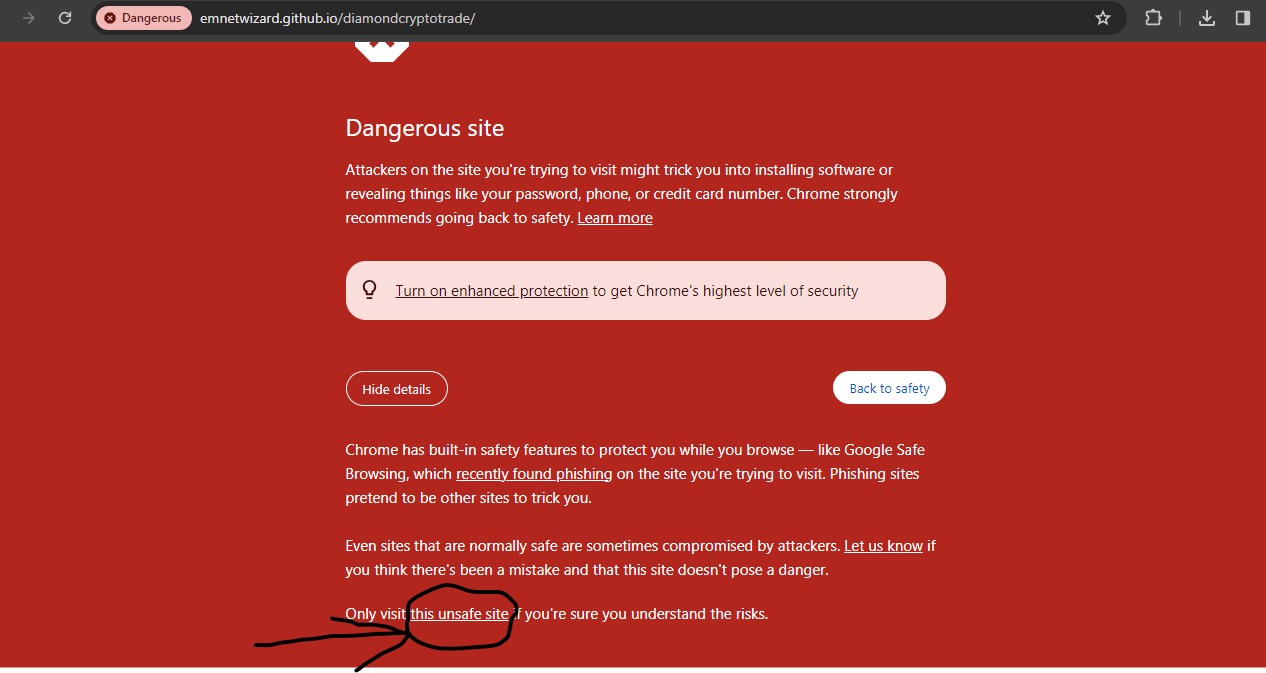 Dangerous
emnetwizard.github.io/diamondcryptotrade/
Dangerous site
Attackers on the site you're trying to visit might trick you into installing software or
revealing things like your password, phone, or credit card number. Chrome strongly
recommends going back to safety. Learn more
Turn on enhanced protection to get Chrome's highest level of security
Hide details
Back to safety
Chrome has built-in safety features to protect you while you browse — like Google Safe
Browsing, which recently found phishing on the site you're trying to visit. Phishing sites
pretend to be other sites to trick you.
Even sites that are normally safe are sometimes compromised by attackers. Let us know if
you think there's been a mistake and that this site doesn't pose a danger.
Only visit this unsafe site if you're sure you understand the risks.